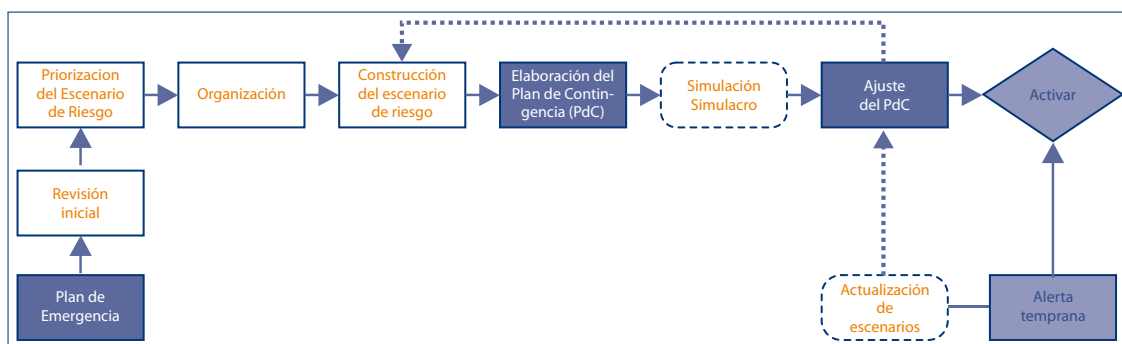 Priorizacion
del Escenario
de Riesgo
Organización
Construcción
del escenario
de riesgo
Elaboración del
Plan de Contin-
gencia (PdC)
Simulación
Simulacro
Ajuste
del PdC
Activar
Revisión
inicial
Plan de
Emergencia
Actualización
de
escenarios
Alerta
temprana